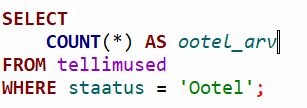 SELECT
    COUNT(*) AS ootel_arv
FROM tellimused
WHERE staatus = 'Ootel';